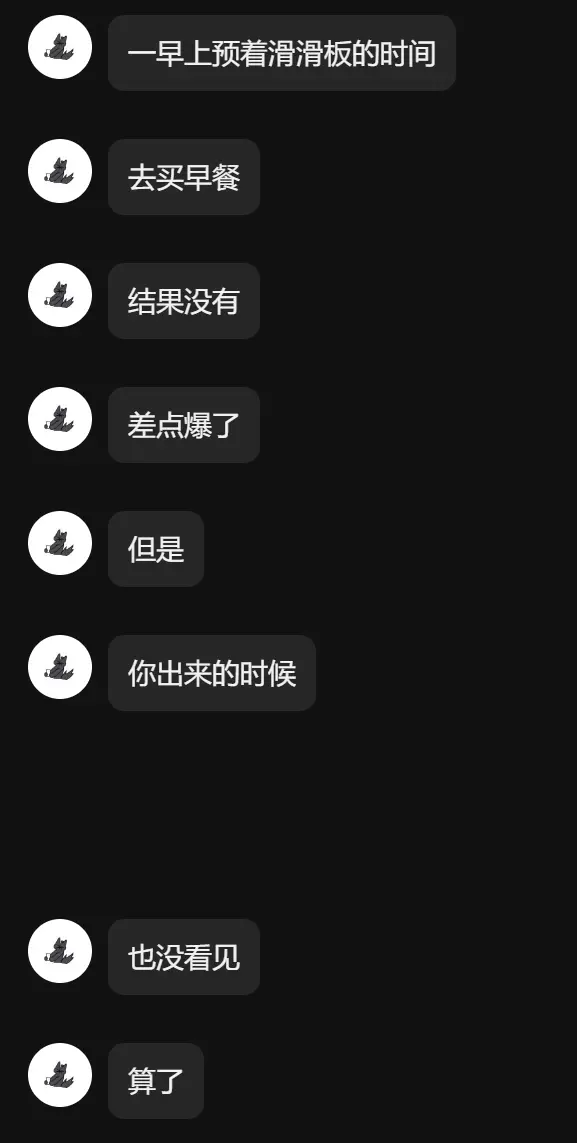 一早上预着滑滑板的时间
去买早餐
结果没有
差点爆了
但是
你出来的时候
也没看见
算了